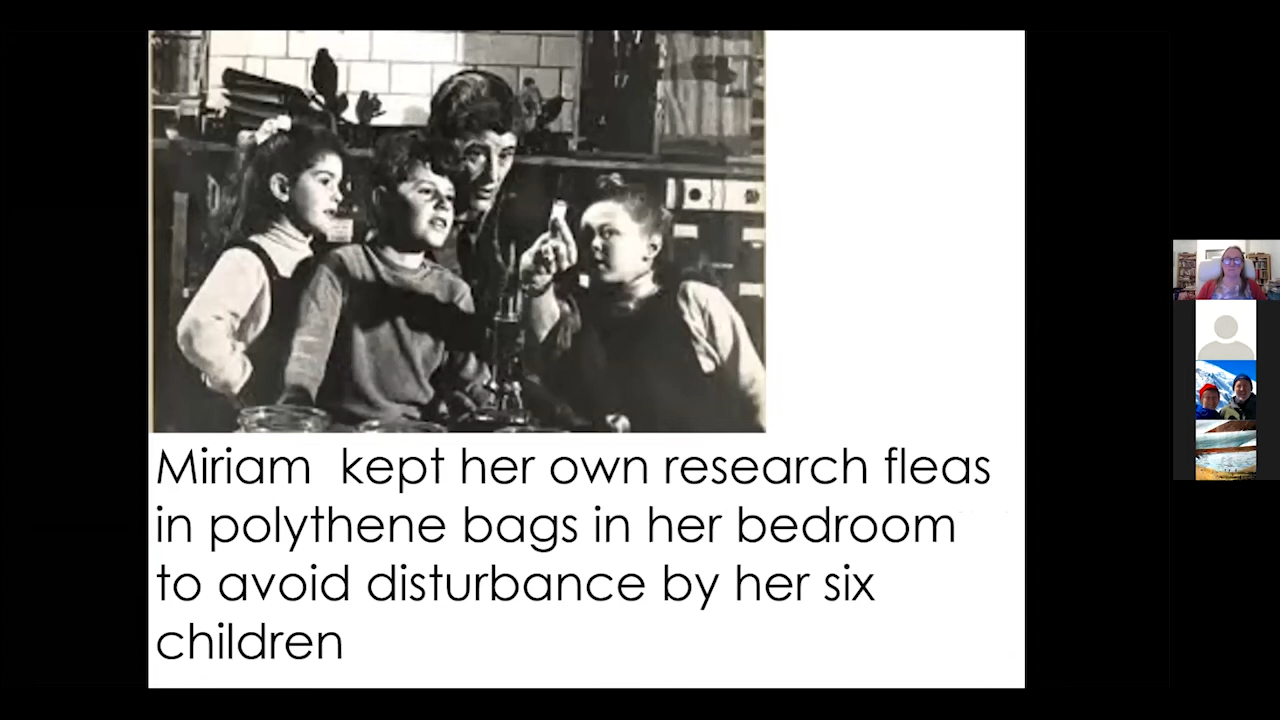 Miriam  kept her own research fleas
in polythene bags in her bedroom
to avoid disturbance by her six
children